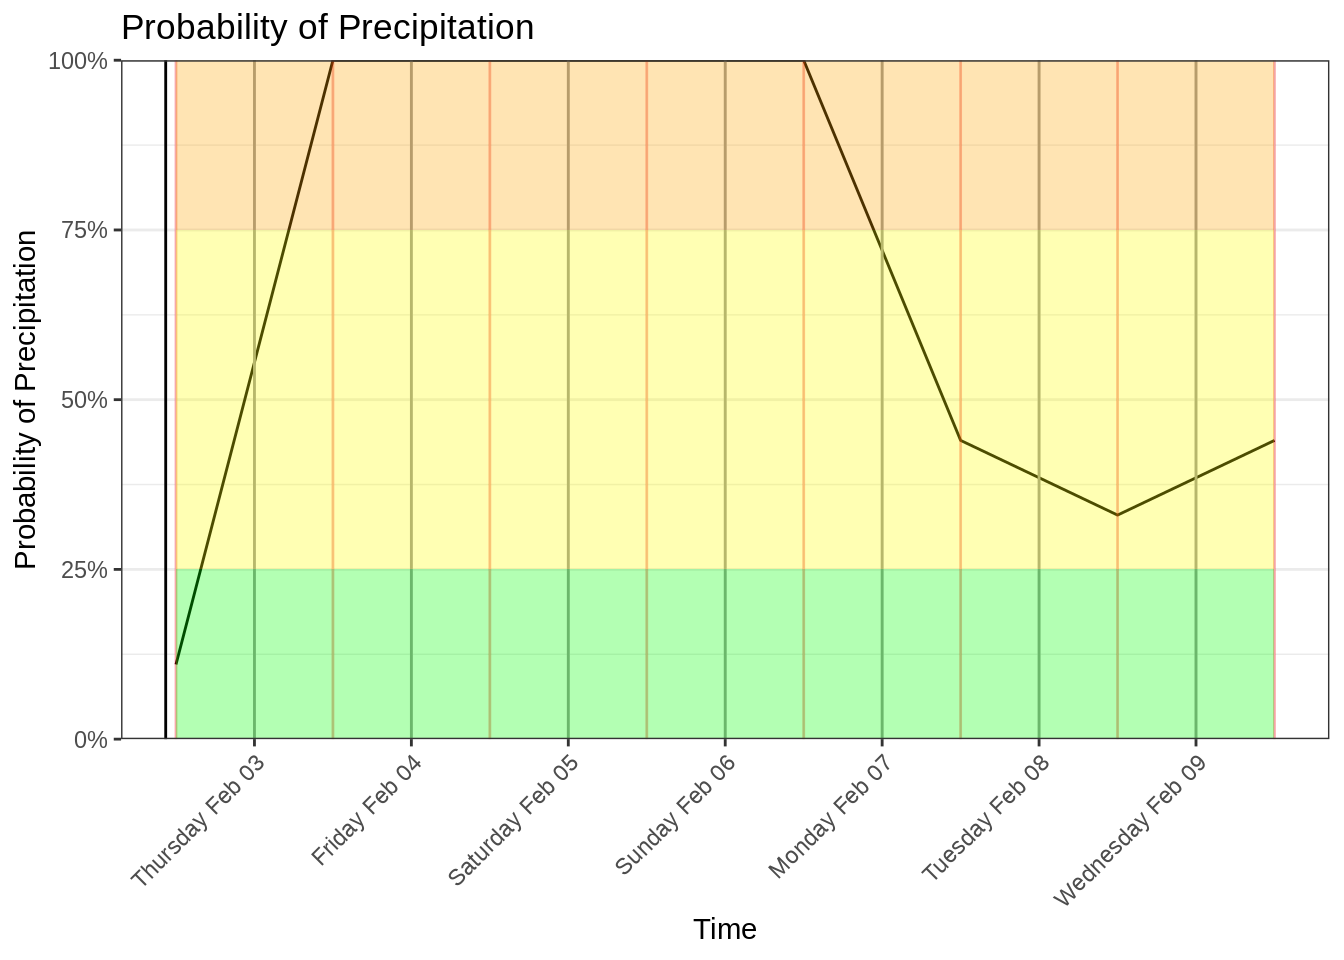 Probability of Precipitation
Probability of Precipitation
100%
75%
50%
25%
0%
Thursday Feb 03
Friday Feb 04
Saturday Feb 05
Sunday Feb 06
Monday Feb 07
Tuesday Feb 08
Wednesday Feb 09
Time